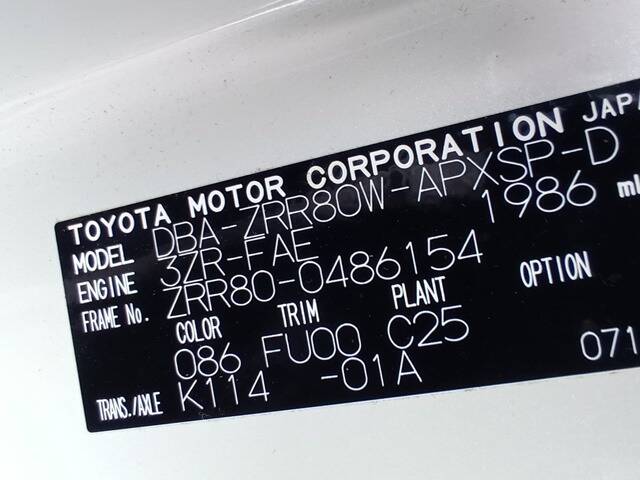 TOYOTA MOTOR CORPORATION JAPA
MODEL DBA-ZRR80W-APXSP-D
ENGINE 3ZR-FAE 1986 ml
FRAME No. ZRR80-0486154
COLOR TRIM PLANT OPTION
086 FU00 C25
TRANS./AXLE K114 -01A 071